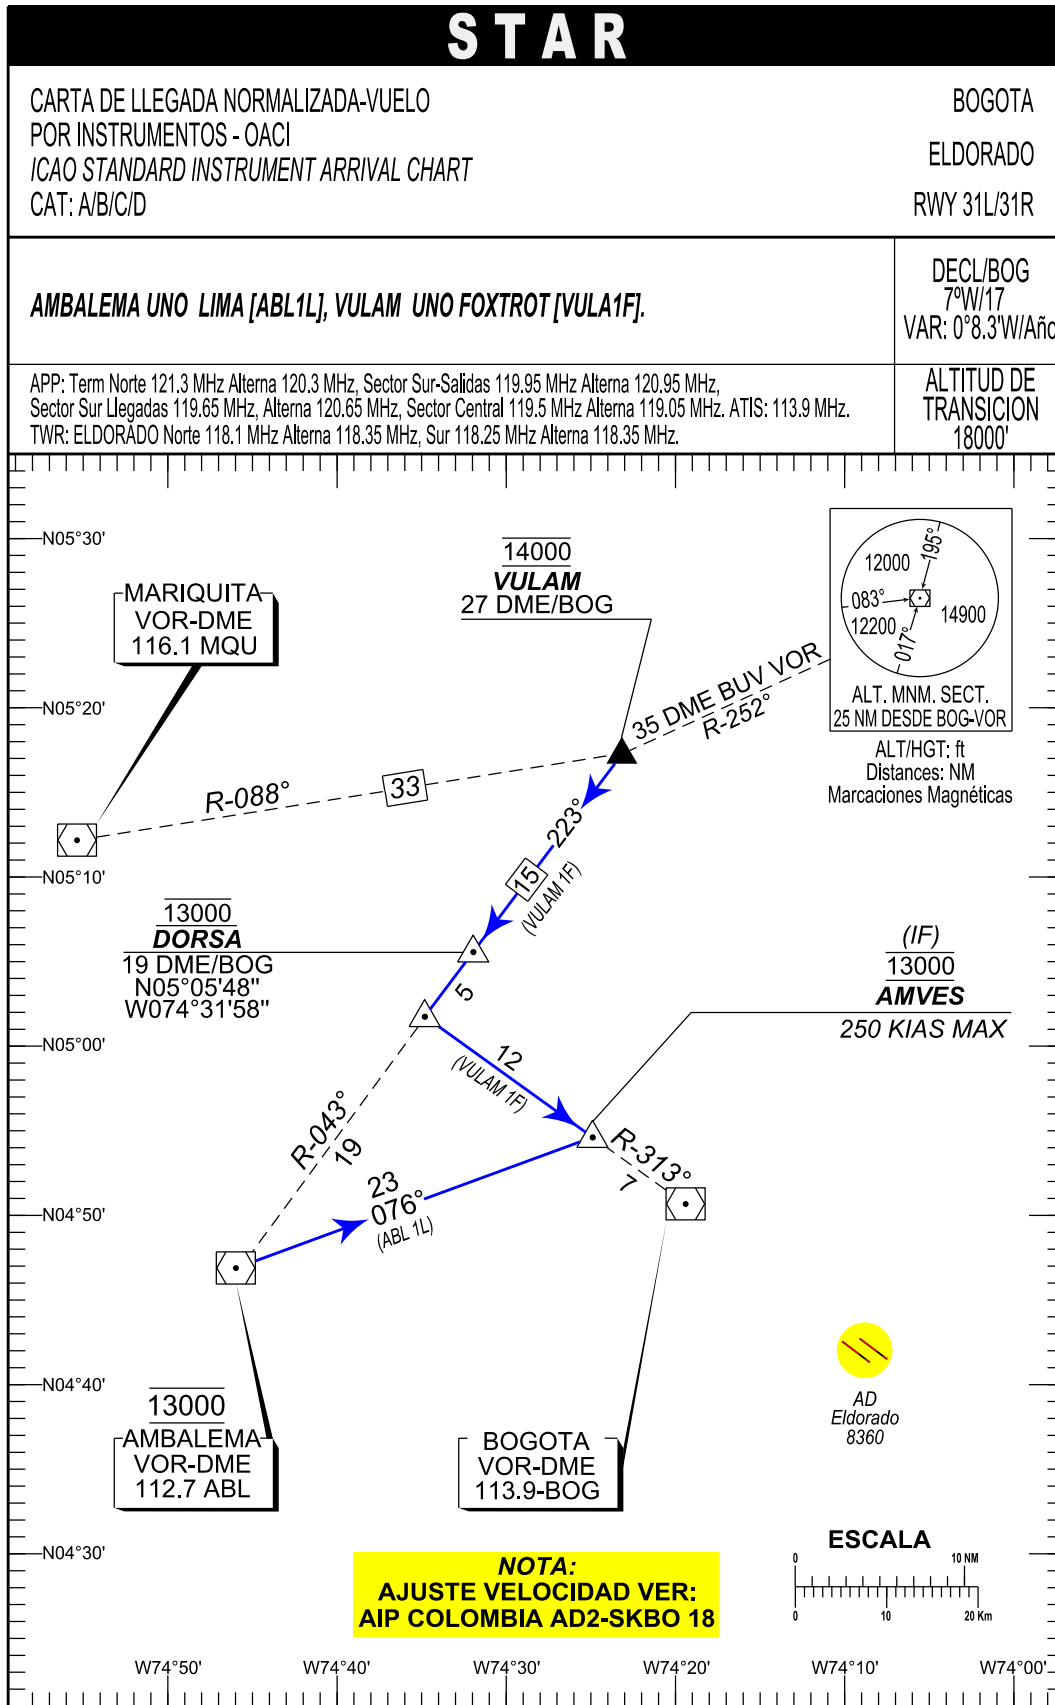 STAR
CARTA DE LLEGADA NORMALIZADA-VUELO
POR INSTRUMENTOS - OACI
ICAO STANDARD INSTRUMENT ARRIVAL CHART
CAT: A/B/C/D
BOGOTA
ELDORADO
RWY 31L/31R
AMBALEMA UNO LIMA [ABL1L], VULAM UNO FOXTROT [VULA1F].
DECL/BOG
7ºW/17
VAR: 0°8.3'W/Año
APP: Term Norte 121.3 MHz Alterna 120.3 MHz, Sector Sur-Salidas 119.95 MHz Alterna 120.95 MHz,
Sector Sur Llegadas 119.65 MHz, Alterna 120.65 MHz, Sector Central 119.5 MHz Alterna 119.05 MHz. ATIS: 113.9 MHz.
TWR: ELDORADO Norte 118.1 MHz Alterna 118.35 MHz, Sur 118.25 MHz Alterna 118.35 MHz.
ALTITUD DE
TRANSICION
18000'
N05°30'
14000
VULAM
27 DME/BOG
MARIQUITA
VOR-DME
116.1 MQU
12000
195°
083°
12200
017°
14900
ALT. MNM. SECT.
25 NM DESDE BOG-VOR
ALT/HGT: ft
Distances: NM
Marcaciones Magnéticas
N05°20'
35 DME BUV VOR
R-252°
R-088°
33
223°
15
(VULAM 1F)
N05°10'
13000
DORSA
19 DME/BOG
N05°05'48"
W074°31'58"
5
(IF)
13000
AMVES
250 KIAS MAX
N05°00'
12
(VULAM 1F)
R-043°
19
R-313°
7
23
076°
(ABL 1L)
N04°50'
N04°40'
13000
AMBALEMA
VOR-DME
112.7 ABL
BOGOTA
VOR-DME
113.9-BOG
AD
Eldorado
8360
N04°30'
NOTA:
AJUSTE VELOCIDAD VER:
AIP COLOMBIA AD2-SKBO 18
ESCALA
0 10 NM
0 10 20 Km
W74°50' W74°40' W74°30' W74°20' W74°10' W74°00'